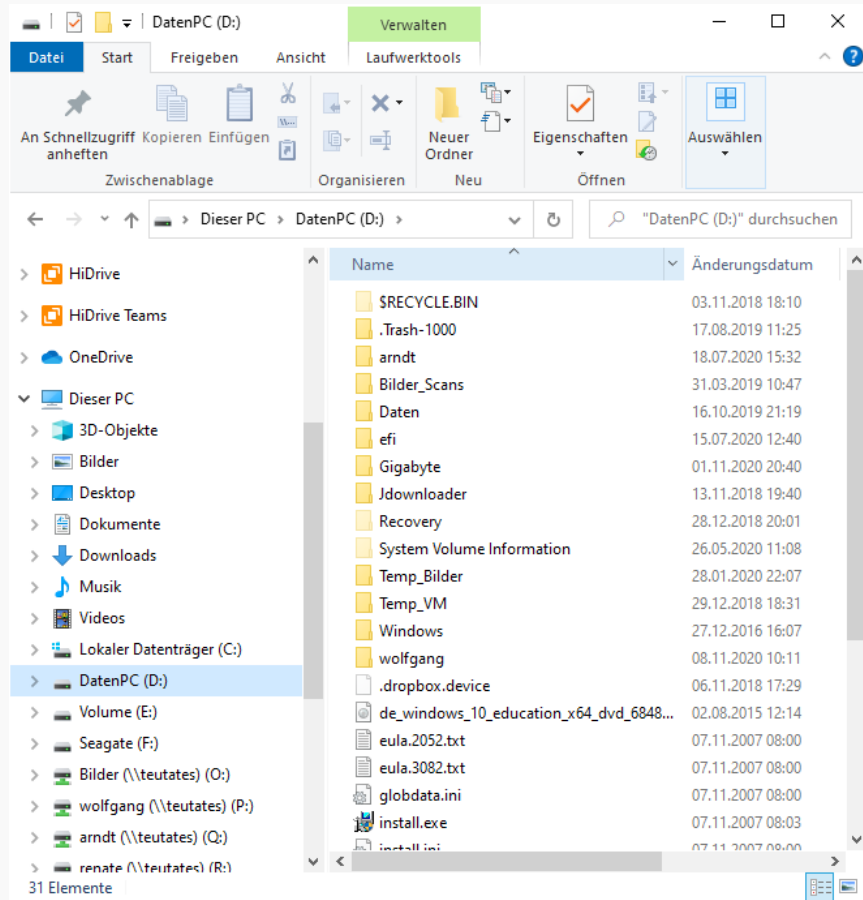 DatenPC (D:)
Verwalten
Datei Start Freigeben Ansicht Laufwerktools
An Schnellzugriff anheften
Kopieren
Einfügen
Neuer Ordner
Eigenschaften
Auswählen
Zwischenablage Organisieren Neu Öffnen
Dieser PC > DatenPC (D:) >
"DatenPC (D:)" durchsuchen
HiDrive
HiDrive Teams
OneDrive
Dieser PC
3D-Objekte
Bilder
Desktop
Dokumente
Downloads
Musik
Videos
Lokaler Datenträger (C:)
DatenPC (D:)
Volume (E:)
Seagate (F:)
Bilder (\\teutates) (O:)
wolfgang (\\teutates) (P:)
arndt (\\teutates) (Q:)
renate (\\teutates) (R:)
Name Änderungsdatum
$RECYCLE.BIN 03.11.2018 18:10
.Trash-1000 17.08.2019 11:25
arndt 18.07.2020 15:32
Bilder_Scans 31.03.2019 10:47
Daten 16.10.2019 21:19
efi 15.07.2020 12:40
Gigabyte 01.11.2020 20:40
Jdownloader 13.11.2018 19:40
Recovery 28.12.2018 20:01
System Volume Information 26.05.2020 11:08
Temp_Bilder 28.01.2020 22:07
Temp_VM 29.12.2018 18:31
Windows 27.12.2016 16:07
wolfgang 08.11.2020 10:11
.dropbox.device 06.11.2018 17:29
de_windows_10_education_x64_dvd_6848... 02.08.2015 12:14
eula.2052.txt 07.11.2007 08:00
eula.3082.txt 07.11.2007 08:00
globdata.ini 07.11.2007 08:00
install.exe 07.11.2007 08:03
install.ini 07.11.2007 08:00
31 Elemente